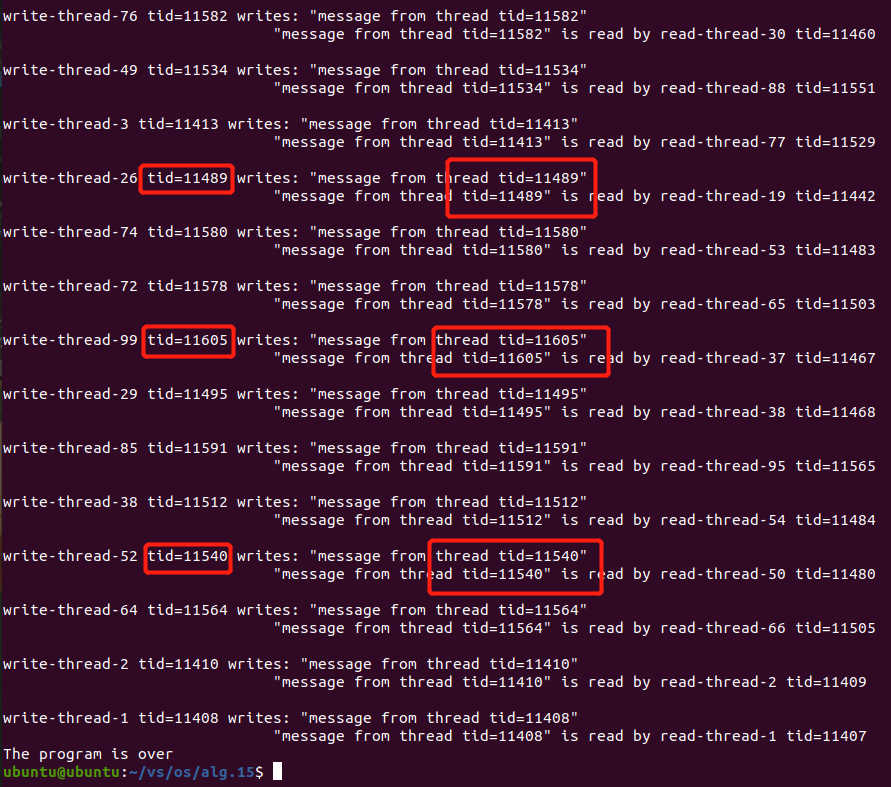 write-thread-76 tid=11582 writes: "message from thread tid=11582"
"message from thread tid=11582" is read by read-thread-30 tid=11460
write-thread-49 tid=11534 writes: "message from thread tid=11534"
"message from thread tid=11534" is read by read-thread-88 tid=11551
write-thread-3 tid=11413 writes: "message from thread tid=11413"
"message from thread tid=11413" is read by read-thread-77 tid=11529
write-thread-26 tid=11489 writes: "message from thread tid=11489"
"message from thread tid=11489" is read by read-thread-19 tid=11442
write-thread-74 tid=11580 writes: "message from thread tid=11580"
"message from thread tid=11580" is read by read-thread-53 tid=11483
write-thread-72 tid=11578 writes: "message from thread tid=11578"
"message from thread tid=11578" is read by read-thread-65 tid=11503
write-thread-99 tid=11605 writes: "message from thread tid=11605"
"message from thread tid=11605" is read by read-thread-37 tid=11467
write-thread-29 tid=11495 writes: "message from thread tid=11495"
"message from thread tid=11495" is read by read-thread-38 tid=11468
write-thread-85 tid=11591 writes: "message from thread tid=11591"
"message from thread tid=11591" is read by read-thread-95 tid=11565
write-thread-38 tid=11512 writes: "message from thread tid=11512"
"message from thread tid=11512" is read by read-thread-54 tid=11484
write-thread-52 tid=11540 writes: "message from thread tid=11540"
"message from thread tid=11540" is read by read-thread-50 tid=11480
write-thread-64 tid=11564 writes: "message from thread tid=11564"
"message from thread tid=11564" is read by read-thread-66 tid=11505
write-thread-2 tid=11410 writes: "message from thread tid=11410"
"message from thread tid=11410" is read by read-thread-2 tid=11409
write-thread-1 tid=11408 writes: "message from thread tid=11408"
"message from thread tid=11408" is read by read-thread-1 tid=11407
The program is over
ubuntu@ubuntu:~/vs/os/alg.15$